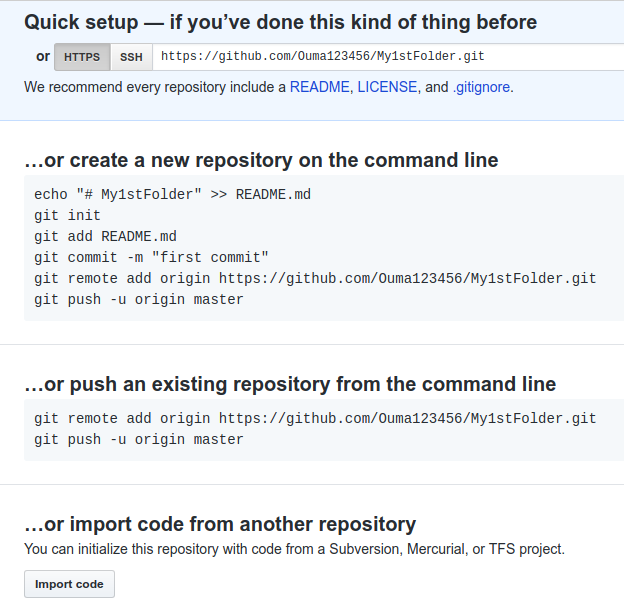 Quick setup — if you’ve done this kind of thing before
or HTTPS SSH https://github.com/Ouma123456/My1stFolder.git
We recommend every repository include a README, LICENSE, and .gitignore.
…or create a new repository on the command line
echo "# My1stFolder" >> README.md
git init
git add README.md
git commit -m "first commit"
git remote add origin https://github.com/Ouma123456/My1stFolder.git
git push -u origin master
…or push an existing repository from the command line
git remote add origin https://github.com/Ouma123456/My1stFolder.git
git push -u origin master
…or import code from another repository
You can initialize this repository with code from a Subversion, Mercurial, or TFS project.
Import code